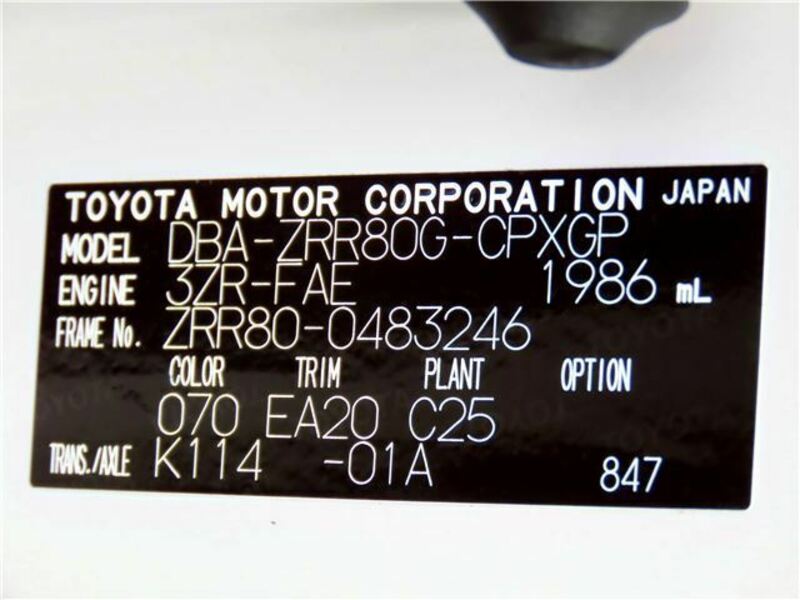 TOYOTA MOTOR CORPORATION JAPAN
MODEL DBA-ZRR80G-CPXGP
ENGINE 3ZR-FAE 1986 mL
FRAME No. ZRR80-0483246
COLOR TRIM PLANT OPTION
070 EA20 C25
TRANS./AXLE K114 -01A 847